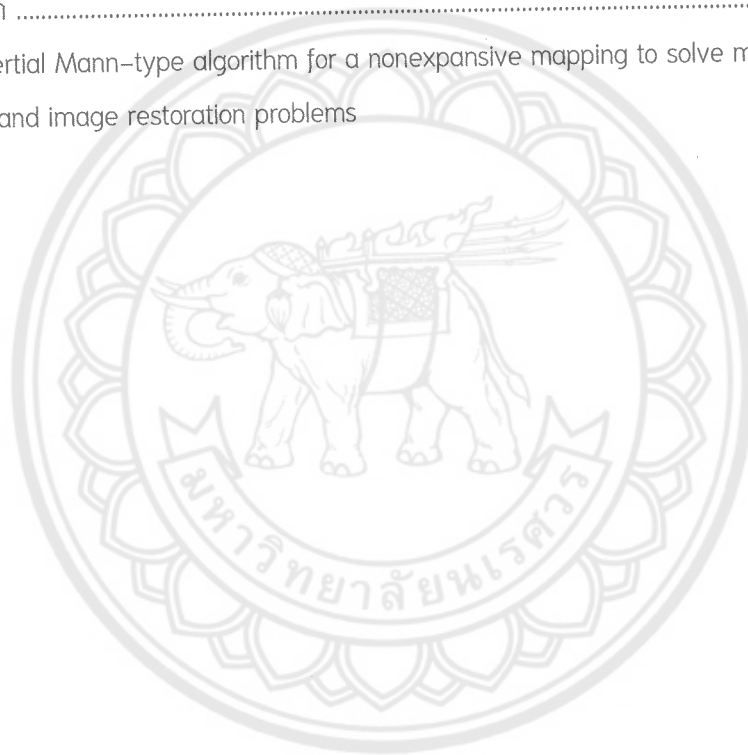 ertial Mann-type algorithm for a nonexpansive mapping to solve m
and image restoration problems
มหาวิทยาลัยนเรศวร